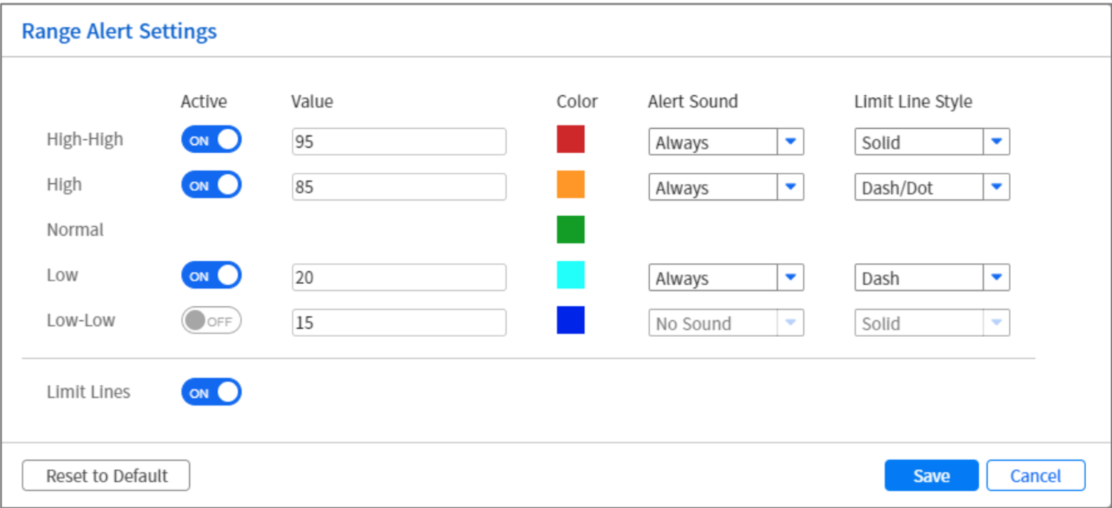 Range Alert Settings
Active Value Color Alert Sound Limit Line Style
High-High ON 95 Always Solid
High ON 85 Always Dash/Dot
Normal
Low ON 20 Always Dash
Low-Low OFF 15 No Sound Solid
Limit Lines ON
Reset to Default Save Cancel